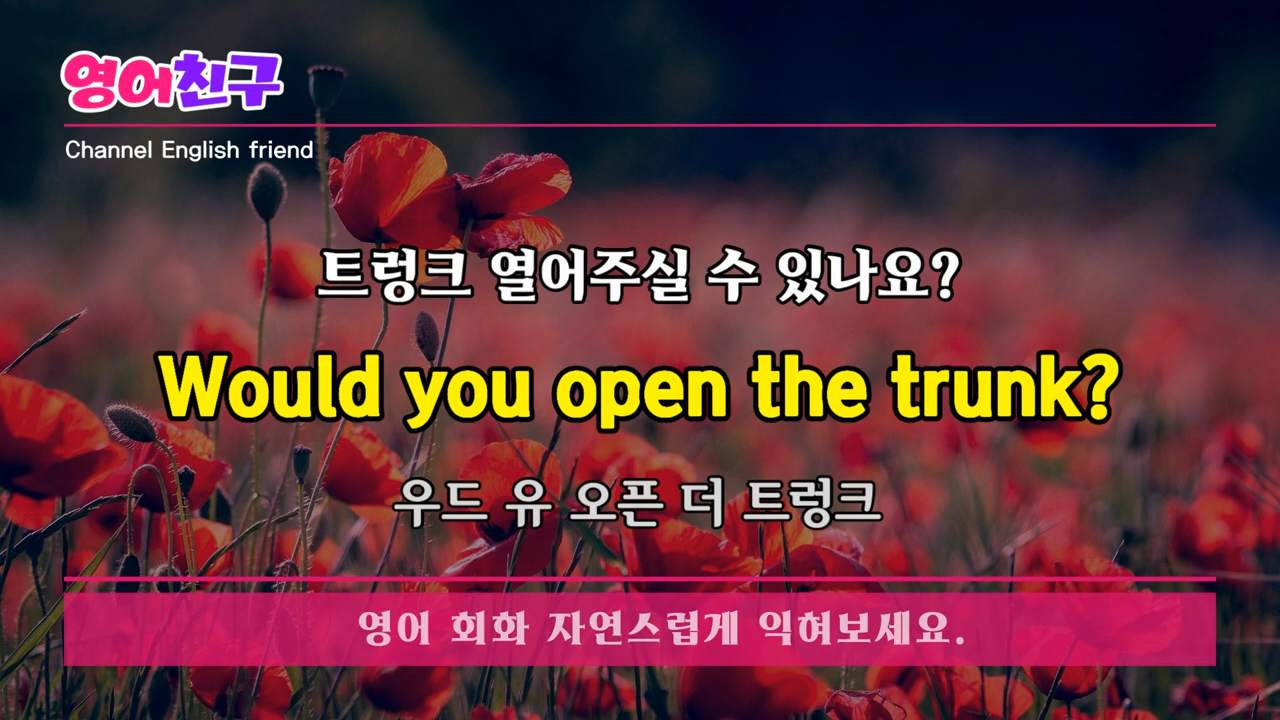 영어친구
Channel English friend
트렁크 열어주실 수 있나요?
Would you open the trunk?
우드 유 오픈 더 트렁크
영어 회화 자연스럽게 익혀보세요.